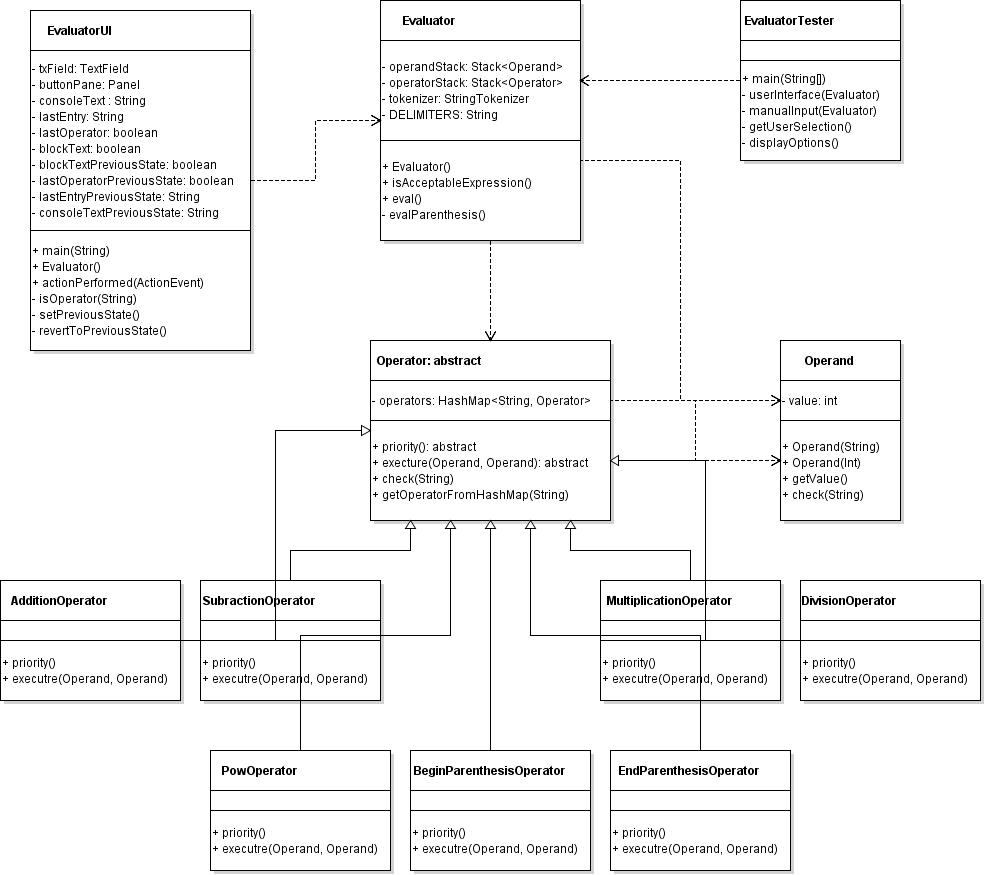 EvaluatorUI
- txField: TextField
- buttonPane: Panel
- consoleText : String
- lastEntry: String
- lastOperator: boolean
- blockText: boolean
- blockTextPreviousState: boolean
- lastOperatorPreviousState: boolean
- lastEntryPreviousState: String
- consoleTextPreviousState: String
+ main(String)
+ Evaluator()
+ actionPerformed(ActionEvent)
- isOperator(String)
- setPreviousState()
- revertToPreviousState()
Evaluator
- operandStack: Stack<Operand>
- operatorStack: Stack<Operator>
- tokenizer: StringTokenizer
- DELIMITERS: String
+ Evaluator()
+ isAcceptableExpression()
+ eval()
- evalParenthesis()
EvaluatorTester
+ main(String[])
- userInterface(Evaluator)
- manualInput(Evaluator)
- getUserSelection()
- displayOptions()
Operator: abstract
- operators: HashMap<String, Operator>
+ priority(): abstract
+ execture(Operand, Operand): abstract
+ check(String)
+ getOperatorFromHashMap(String)
Operand
- value: int
+ Operand(String)
+ Operand(Int)
+ getValue()
+ check(String)
AdditionOperator
+ priority()
+ executre(Operand, Operand)
SubractionOperator
+ priority()
+ executre(Operand, Operand)
MultiplicationOperator
+ priority()
+ executre(Operand, Operand)
DivisionOperator
+ priority()
+ executre(Operand, Operand)
PowOperator
+ priority()
+ executre(Operand, Operand)
BeginParenthesisOperator
+ priority()
+ executre(Operand, Operand)
EndParenthesisOperator
+ priority()
+ executre(Operand, Operand)